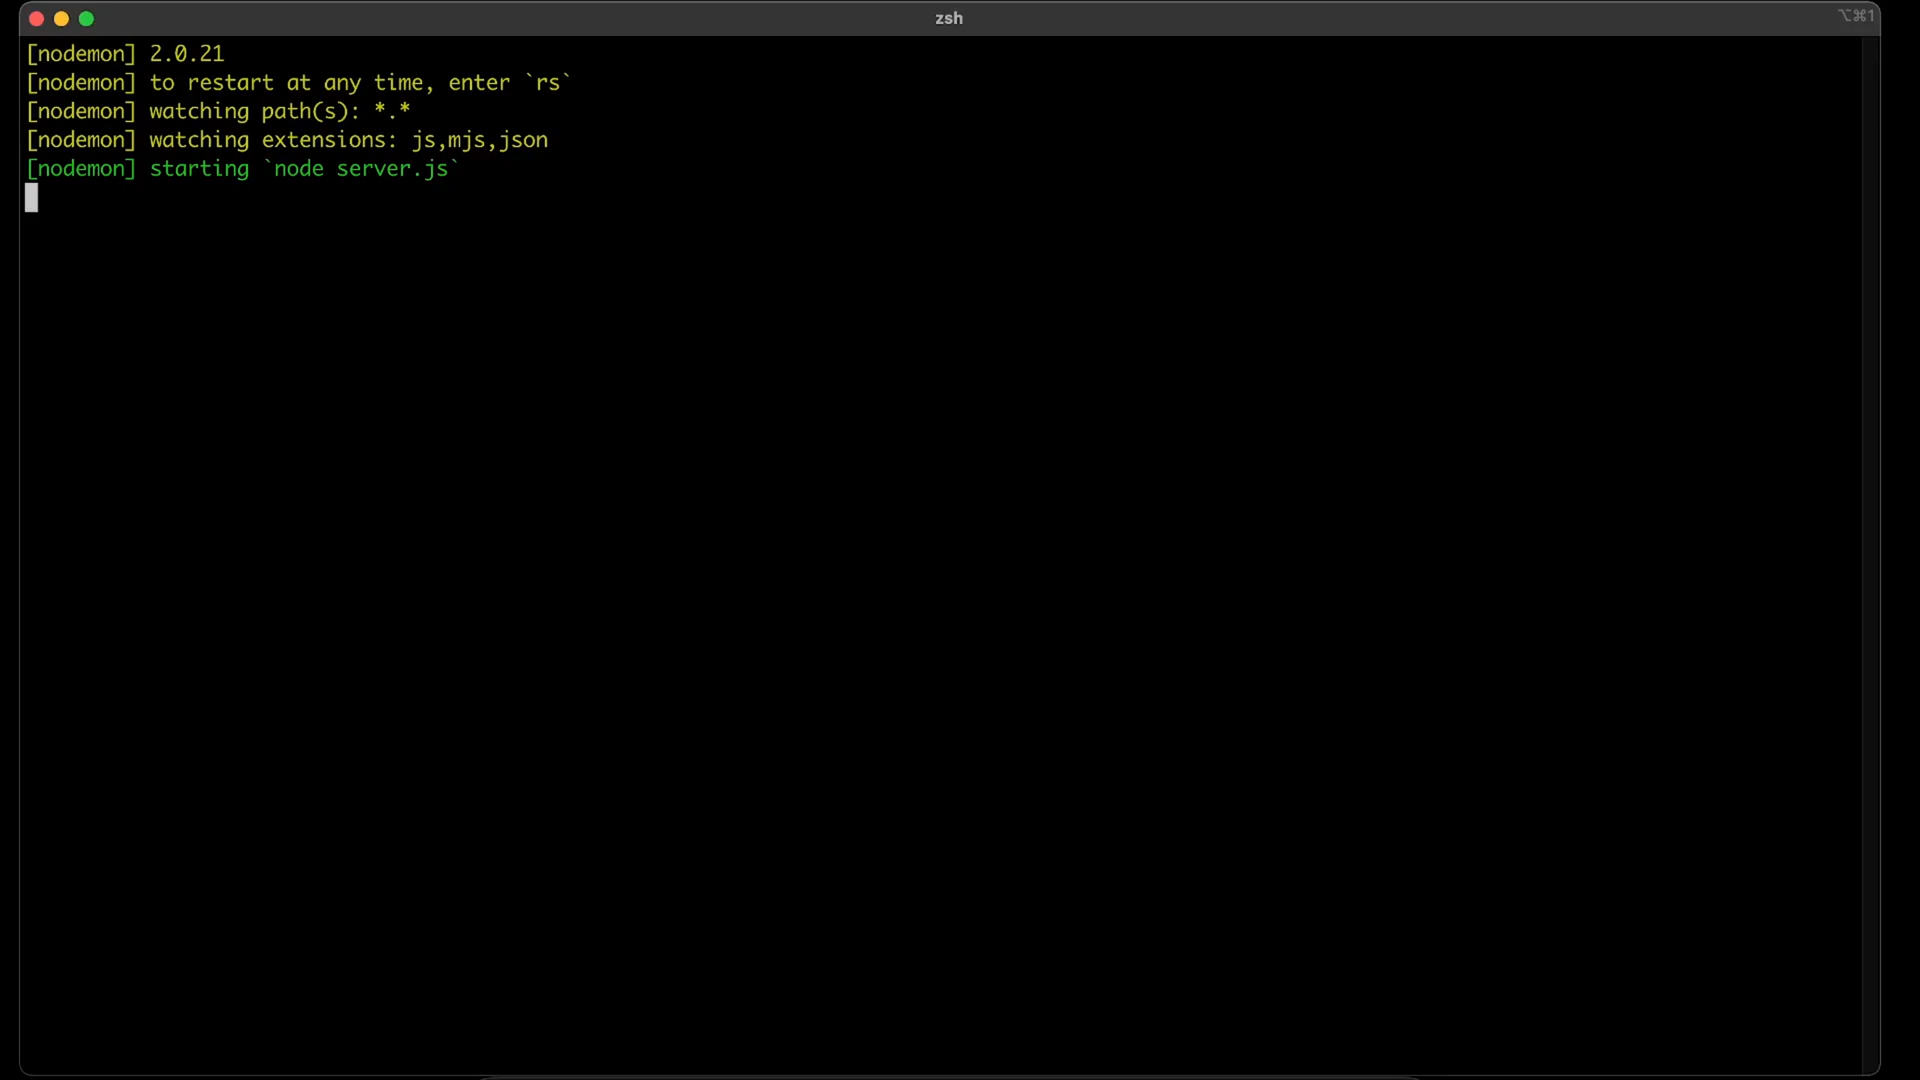 zsh
⌥⌘1
[nodemon] 2.0.21
[nodemon] to restart at any time, enter `rs`
[nodemon] watching path(s): *.*
[nodemon] watching extensions: js,mjs,json
[nodemon] starting `node server.js`